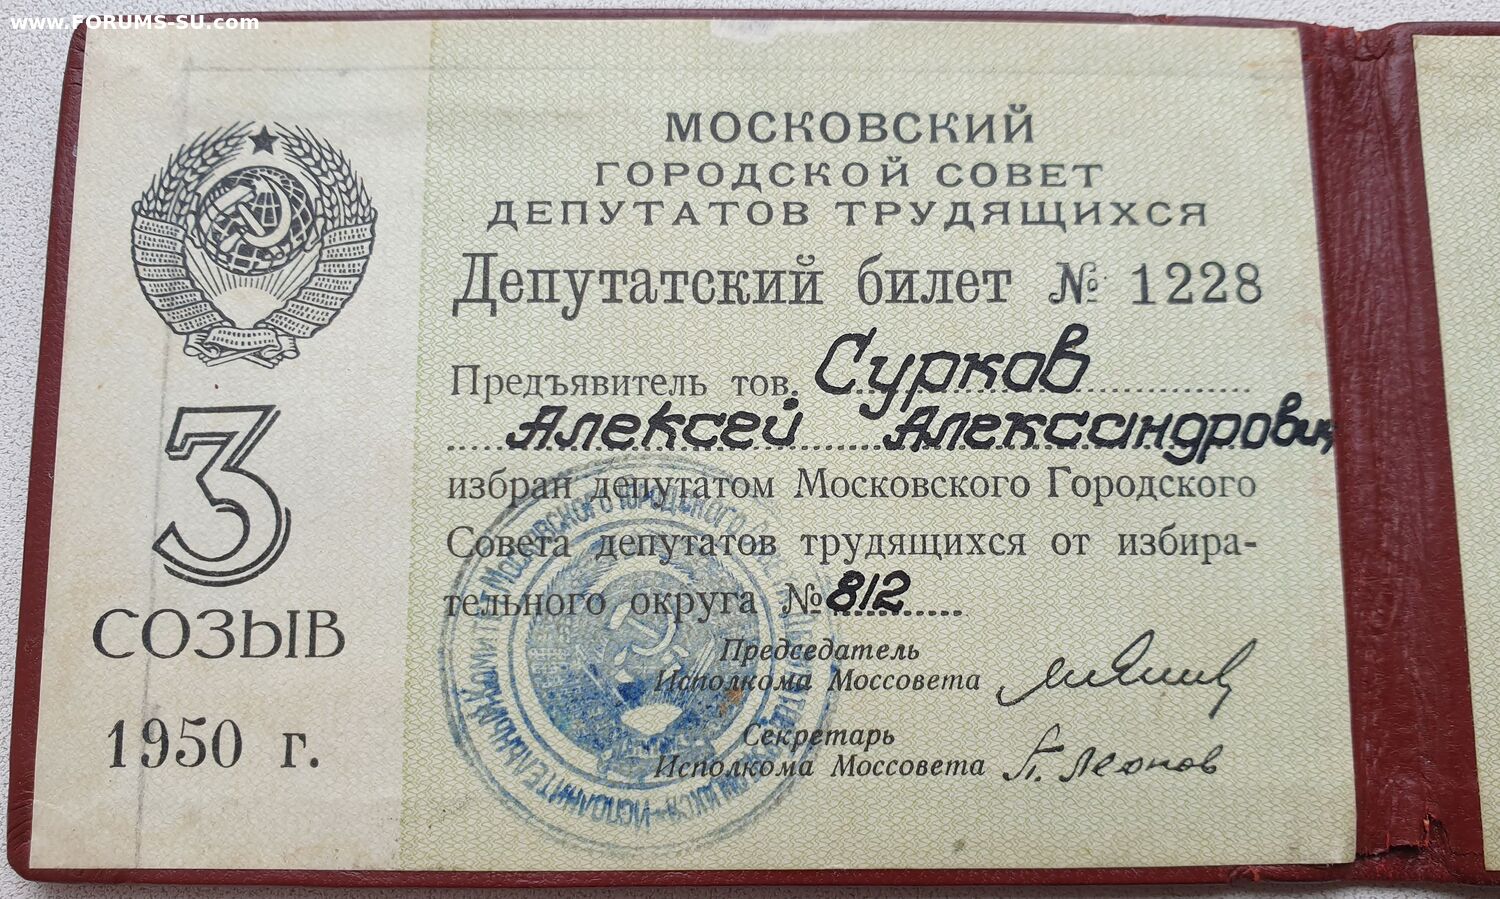 www.FORUMS-SU.com
МОСКОВСКИЙ
ГОРОДСКОЙ СОВЕТ
ДЕПУТАТОВ ТРУДЯЩИХСЯ
Депутатский билет № 1228
Предъявитель тов. Сурков
Алексей Александрович
избран депутатом Московского Городского
Совета депутатов трудящихся от избира-
тельного округа № 812
Председатель
Исполкома Моссовета
Секретарь
Исполкома Моссовета П. Леонов
3
СОЗЫВ
1950 г.